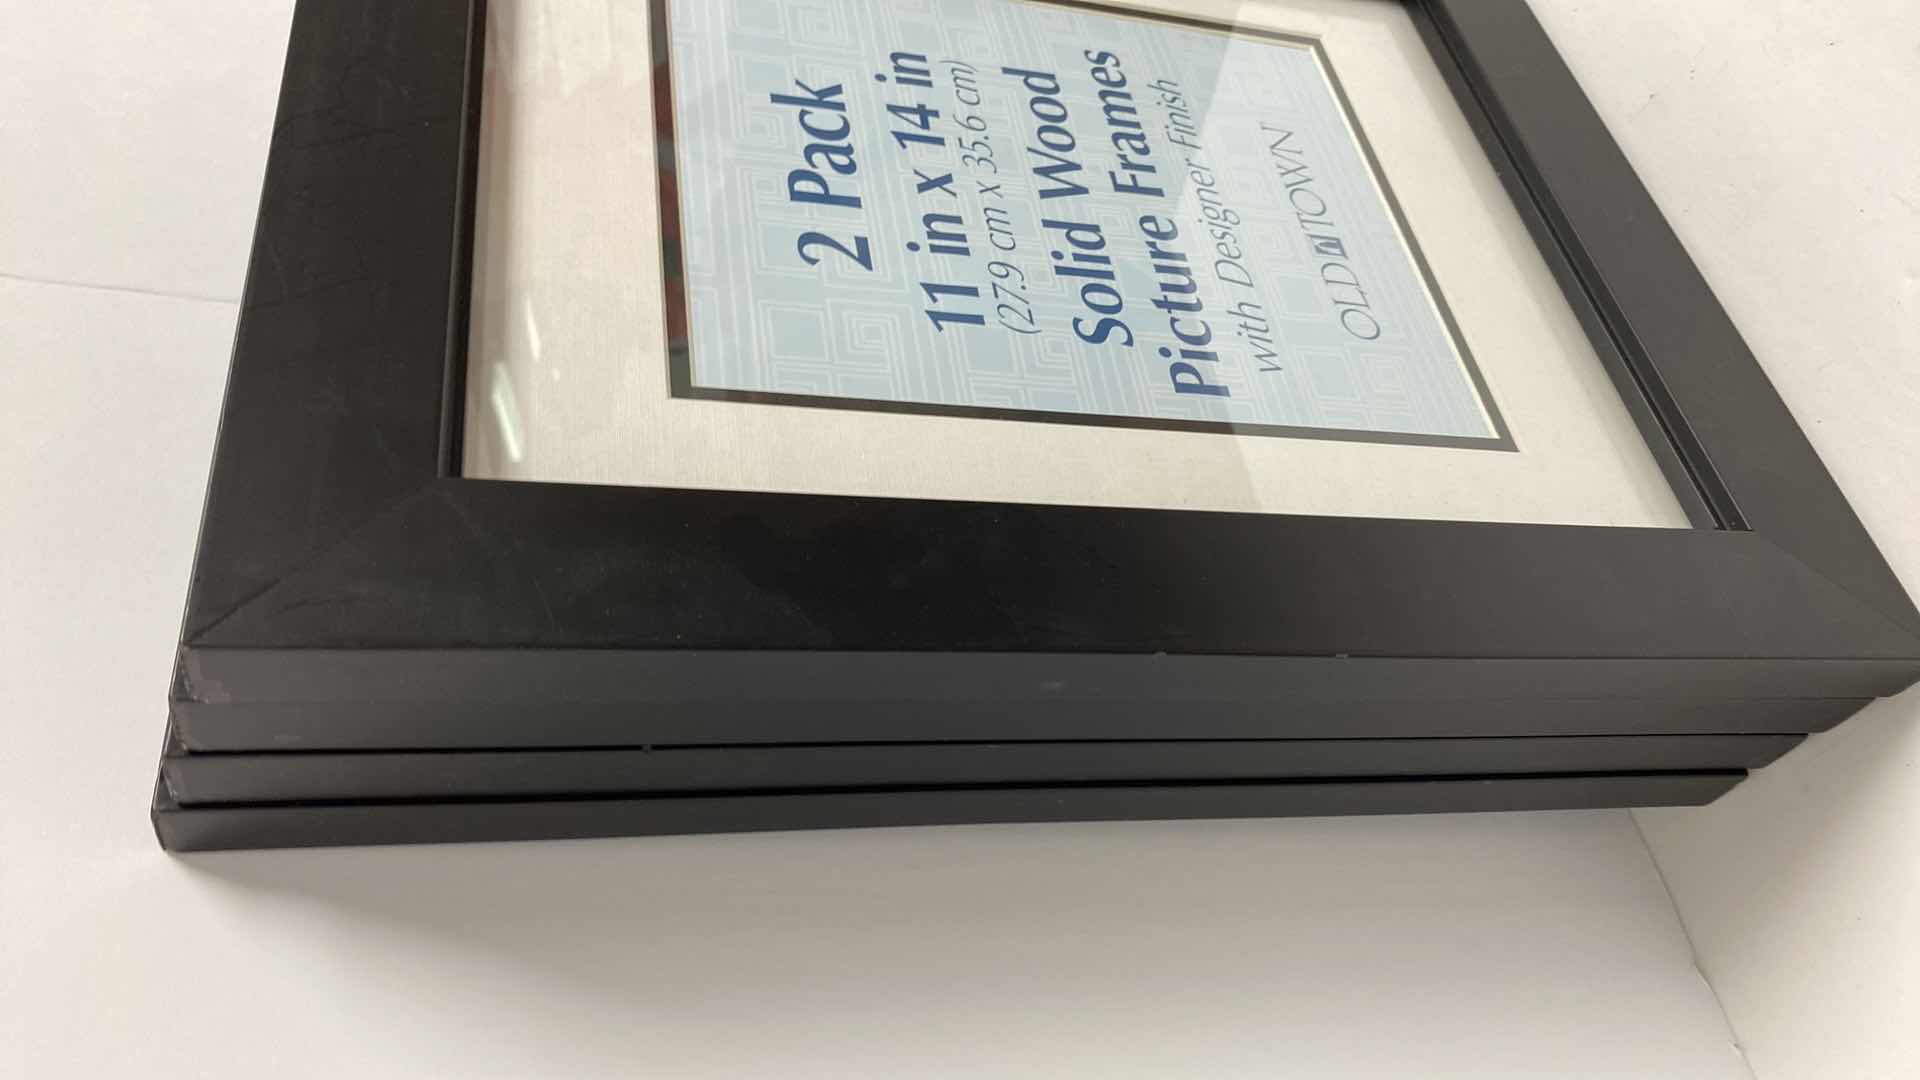 2 Pack
11 in x 14 in
(27.9 cm x 35.6 cm)
Solid Wood
Picture Frames
with Designer Finish
OLD TOWN